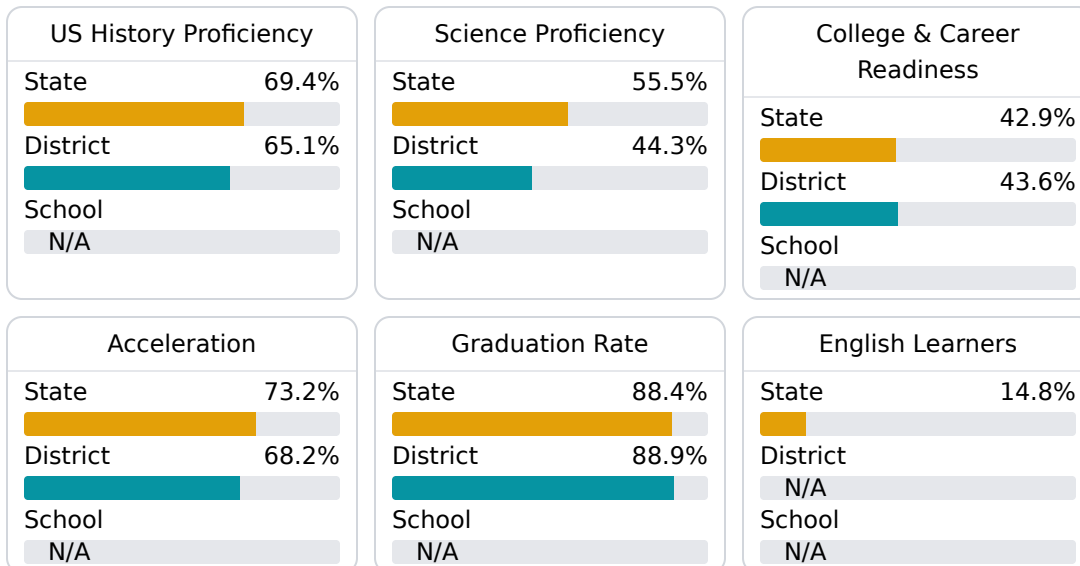 US History Proficiency
State 69.4%
District 65.1%
School
N/A
Science Proficiency
State 55.5%
District 44.3%
School
N/A
College & Career
Readiness
State 42.9%
District 43.6%
School
N/A
Acceleration
State 73.2%
District 68.2%
School
N/A
Graduation Rate
State 88.4%
District 88.9%
School
N/A
English Learners
State 14.8%
District
N/A
School
N/A